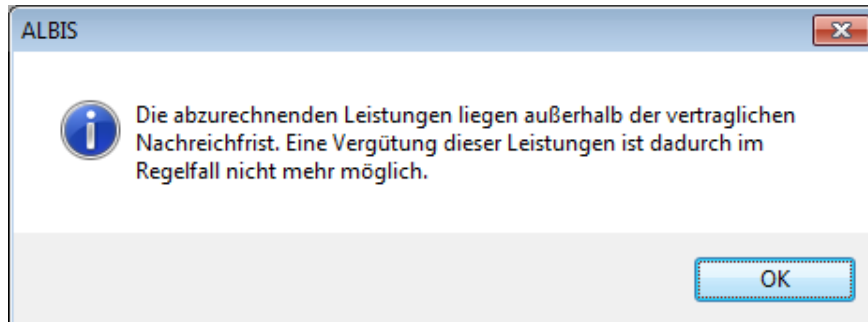 ALBIS
Die abzurechnenden Leistungen liegen außerhalb der vertraglichen
Nachreichfrist. Eine Vergütung dieser Leistungen ist dadurch im
Regelfall nicht mehr möglich.
OK